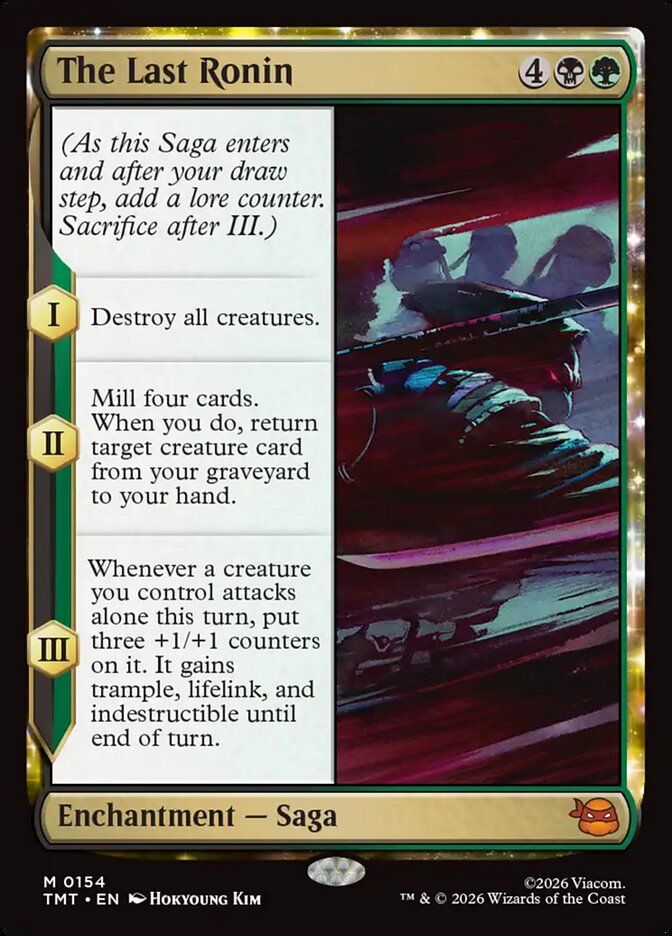 The Last Ronin
4
(As this Saga enters
and after your draw
step, add a lore counter.
Sacrifice after III.)
I
Destroy all creatures.
II
Mill four cards.
When you do, return
target creature card
from your graveyard
to your hand.
III
Whenever a creature
you control attacks
alone this turn, put
three +1/+1 counters
on it. It gains
trample, lifelink, and
indestructible until
end of turn.
Enchantment — Saga
M 0154
TMT • EN Hokyoung Kim
©2026 Viacom.
™ & © 2026 Wizards of the Coast